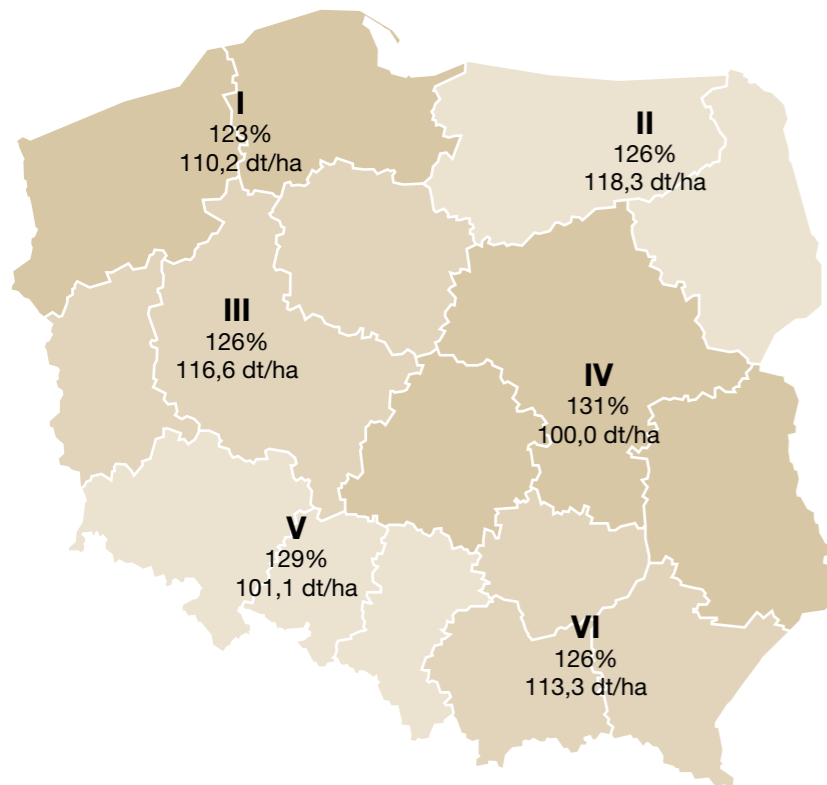 I
123%
110,2 dt/ha
II
126%
118,3 dt/ha
III
126%
116,6 dt/ha
IV
131%
100,0 dt/ha
V
129%
101,1 dt/ha
VI
126%
113,3 dt/ha